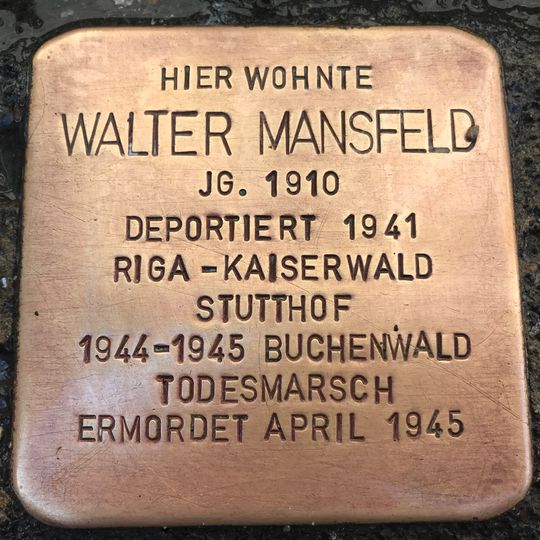 HIER WOHNTE
WALTER MANSFELD
JG. 1910
DEPORTIERT 1941
RIGA-KAISERWALD
STUTTHOF
1944-1945 BUCHENWALD
TODESMARSCH
ERMORDET APRIL 1945